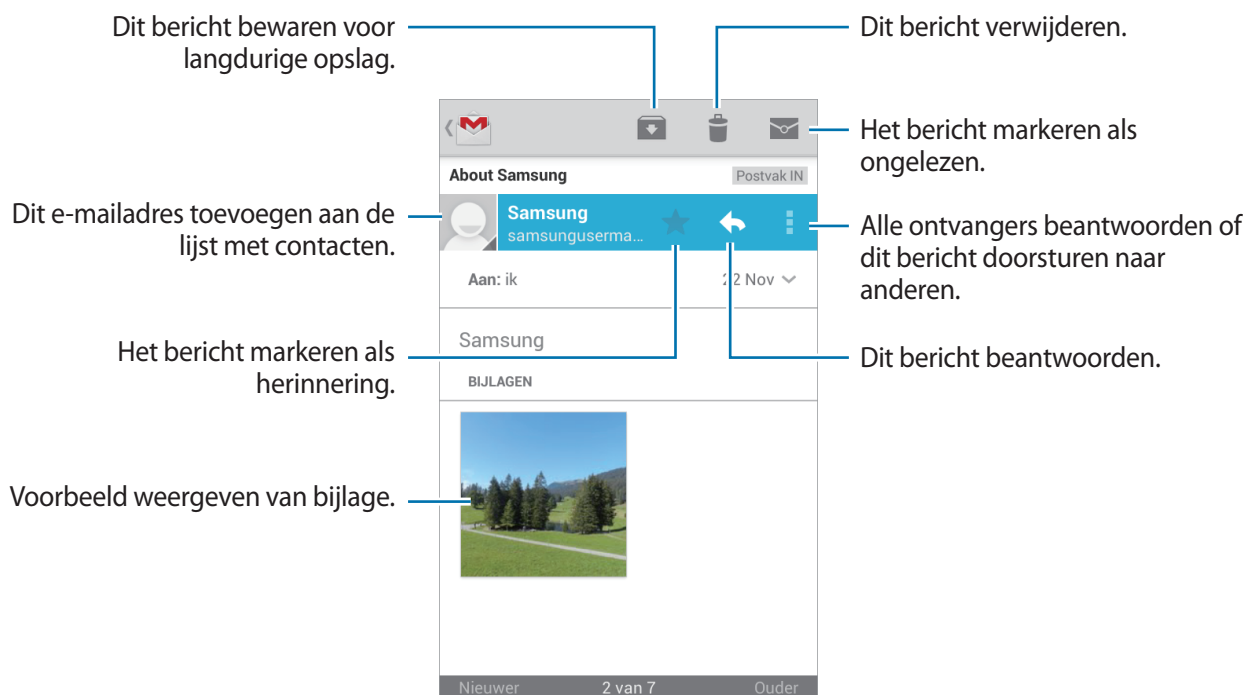 Dit bericht bewaren voor
langdurige opslag.
Dit bericht verwijderen.
Het bericht markeren als
ongelezen.
About Samsung
Postvak IN
Dit e-mailadres toevoegen aan de
lijst met contacten.
Samsung
samsunguserma...
Alle ontvangers beantwoorden of
dit bericht doorsturen naar
anderen.
Aan: ik
22 Nov
Het bericht markeren als
herinnering.
Samsung
Dit bericht beantwoorden.
BIJLAGEN
Voorbeeld weergeven van bijlage.
Nieuwer
2 van 7
Ouder